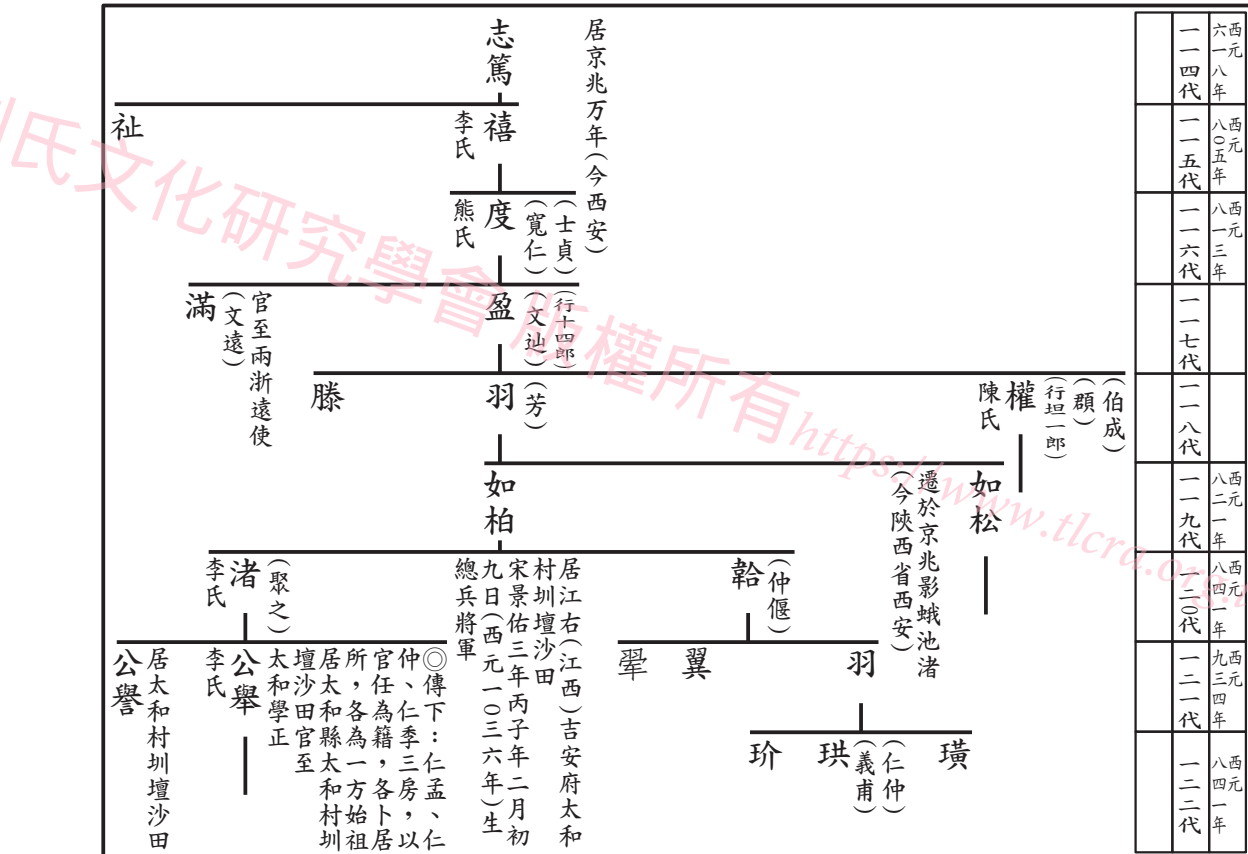 西元六一八年
一一四代
西元八〇五年
一一五代
西元八一三年
一一六代
一一七代
一一八代
西元八二一年
一一九代
西元八四一年
一二〇代
西元九三四年
一二一代
西元八四一年
一二二代
居京兆万年(今西安)
志篤
禧
李氏
祉
(士貞)
(寬仁)
度
熊氏
(行十四郎)
(文辿)
盈
官至兩浙遠使
(文遠)
滿
(伯成)
(頵)
(行坦一郎)
權
陳氏
(芳)
羽
滕
如松
遷於京兆影蛾池渚
(今陝西省西安)
如柏
(仲偃)
韐
居江右(江西)吉安府太和
村圳壇沙田
宋景佑三年丙子年二月初
九日(西元一〇三六年)生
總兵將軍
(聚之)
渚
李氏
羽
翼
翠
◎傳下:仁孟、仁
仲、仁季三房,以
官任為籍,各卜居
所,各為一方始祖
居太和縣太和村圳
壇沙田官至
太和學正
公舉
李氏
居太和村圳壇沙田
公譽
璜
(仁仲)
(義甫)
珙
玠
氏文化研究學會 版權所有https://www.tlcra.org.